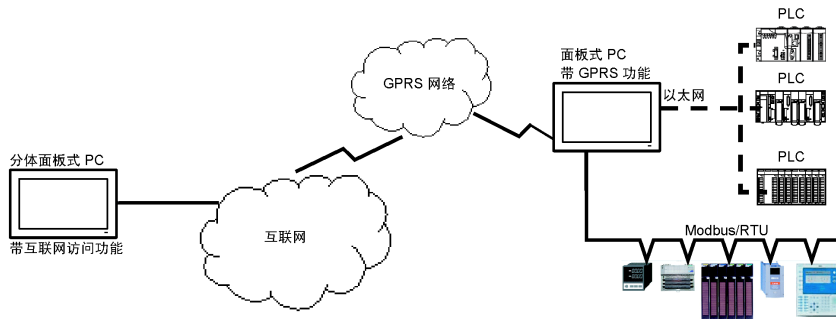 PLC
面板式 PC
带 GPRS 功能
GPRS 网络
PLC
以太网
分体面板式 PC
PLC
带互联网访问功能
互联网
Modbus/RTU